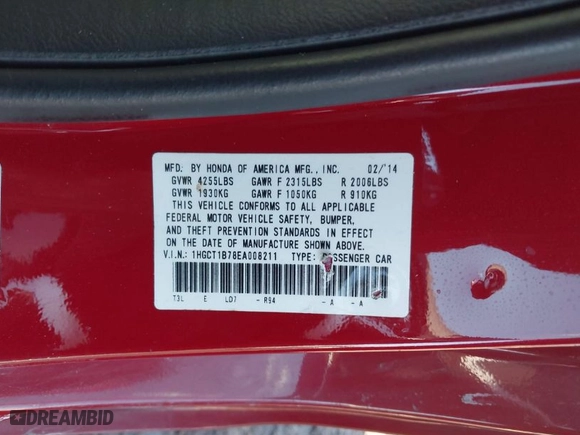 MFD. BY HONDA OF AMERICA MFG., INC. 02/'14
GVWR 4255LBS GAWR F 2315LBS R 2006LBS
GVWR 1930KG GAWR F 1050KG R 910KG
THIS VEHICLE CONFORMS TO ALL APPLICABLE
FEDERAL MOTOR VEHICLE SAFETY, BUMPER,
AND THEFT PREVENTION STANDARDS IN EFFECT
ON THE DATE OF MANUFACTURE SHOWN ABOVE.
V.I.N.: 1HGCT1B78EA008211 TYPE: PASSENGER CAR
T3L E LD7 - R94 - A - A
DREAMBID